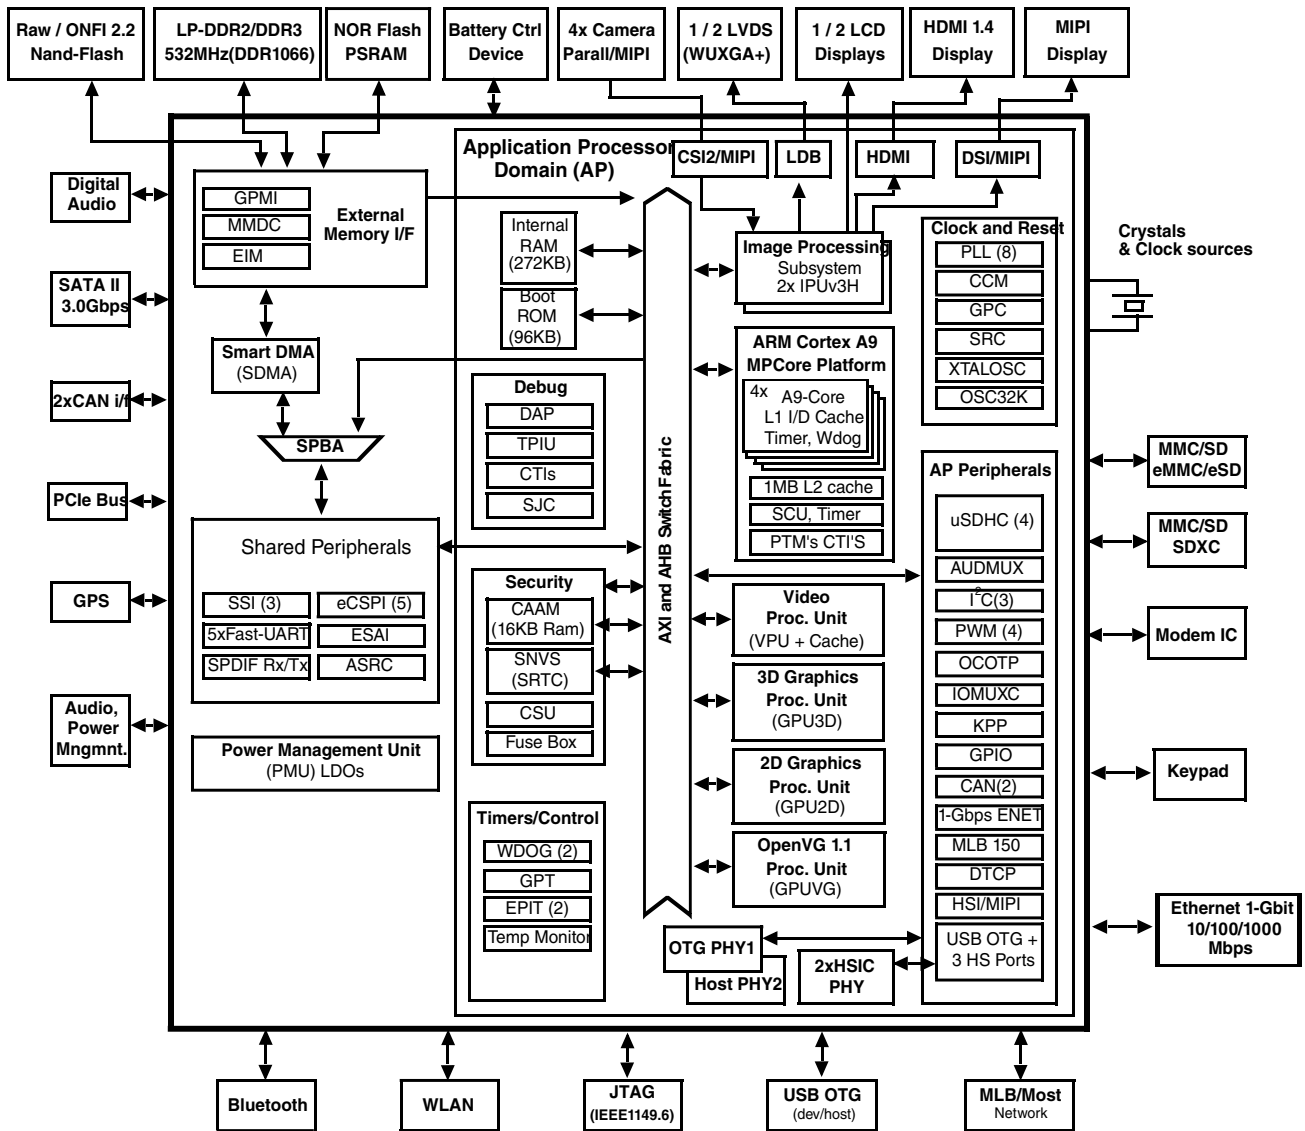 Raw / ONFI 2.2
Nand-Flash
LP-DDR2/DDR3
532MHz(DDR1066)
NOR Flash
PSRAM
Battery Ctrl
Device
4x Camera
Parall/MIPI
1 / 2 LVDS
(WUXGA+)
1 / 2 LCD
Displays
HDMI 1.4
Display
MIPI
Display
Digital
Audio
SATA II
3.0Gbps
2xCAN i/f
PCIe Bus
GPS
Audio,
Power
Mngmnt.
GPMI
MMDC
EIM
External
Memory I/F
Smart DMA
(SDMA)
SPBA
Shared Peripherals
SSI (3)
eCSPI (5)
5xFast-UART
ESAI
SPDIF Rx/Tx
ASRC
Power Management Unit
(PMU) LDOs
Application Processor
Domain (AP)
Internal
RAM
(272KB)
Boot
ROM
(96KB)
Debug
DAP
TPIU
CTIs
SJC
Security
CAAM
(16KB Ram)
SNVS
(SRTC)
CSU
Fuse Box
Timers/Control
WDOG (2)
GPT
EPIT (2)
Temp Monitor
AXI and AHB Switch Fabric
CSI2/MIPI
LDB
HDMI
DSI/MIPI
Image Processing
Subsystem
2x IPUv3H
ARM Cortex A9
MPCore Platform
4x
A9-Core
L1 I/D Cache
Timer, Wdog
1MB L2 cache
SCU, Timer
PTM's CTI'S
Video
Proc. Unit
(VPU + Cache)
3D Graphics
Proc. Unit
(GPU3D)
2D Graphics
Proc. Unit
(GPU2D)
OpenVG 1.1
Proc. Unit
(GPUVG)
OTG PHY1
Host PHY2
2xHSIC
PHY
Clock and Reset
PLL (8)
CCM
GPC
SRC
XTALOSC
OSC32K
AP Peripherals
uSDHC (4)
AUDMUX
I2C(3)
PWM (4)
OCOTP
IOMUXC
KPP
GPIO
CAN(2)
1-Gbps ENET
MLB 150
DTCP
HSI/MIPI
USB OTG +
3 HS Ports
Crystals
& Clock sources
MMC/SD
eMMC/eSD
MMC/SD
SDXC
Modem IC
Keypad
Ethernet 1-Gbit
10/100/1000
Mbps
Bluetooth
WLAN
JTAG
(IEEE1149.6)
USB OTG
(dev/host)
MLB/Most
Network